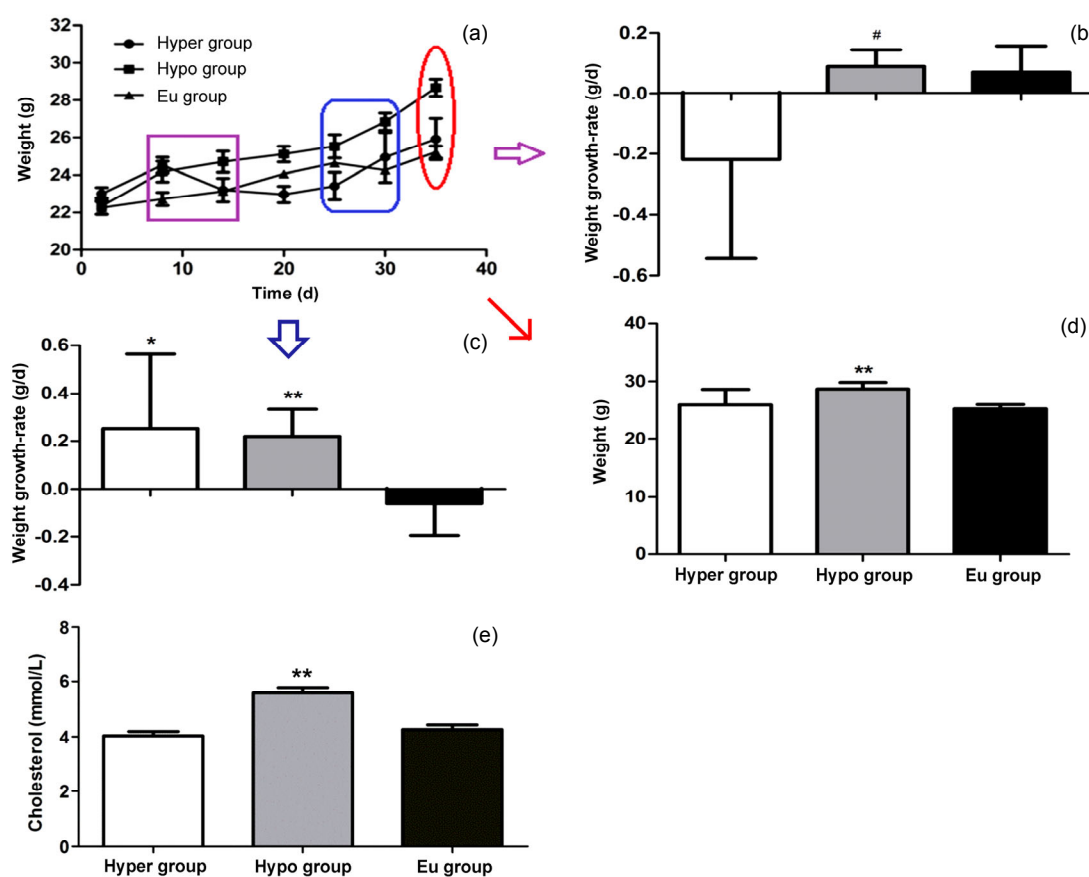 (a)
Hyper group
Hypo group
Eu group
Weight (g)
32
30
28
26
24
22
20
0
10
20
30
40
Time (d)
(b
#
Weight growth-rate (g/d)
0.2
-0.0
-0.2
-0.4
-0.6
(c)
*
**
Weight growth-rate (g/d)
0.6
0.4
0.2
0.0
-0.2
-0.4
(d)
**
Weight (g)
40
30
20
10
0
Hyper group
Hypo group
Eu group
(e)
**
Cholesterol (mmol/L)
8
6
4
2
0
Hyper group
Hypo group
Eu group